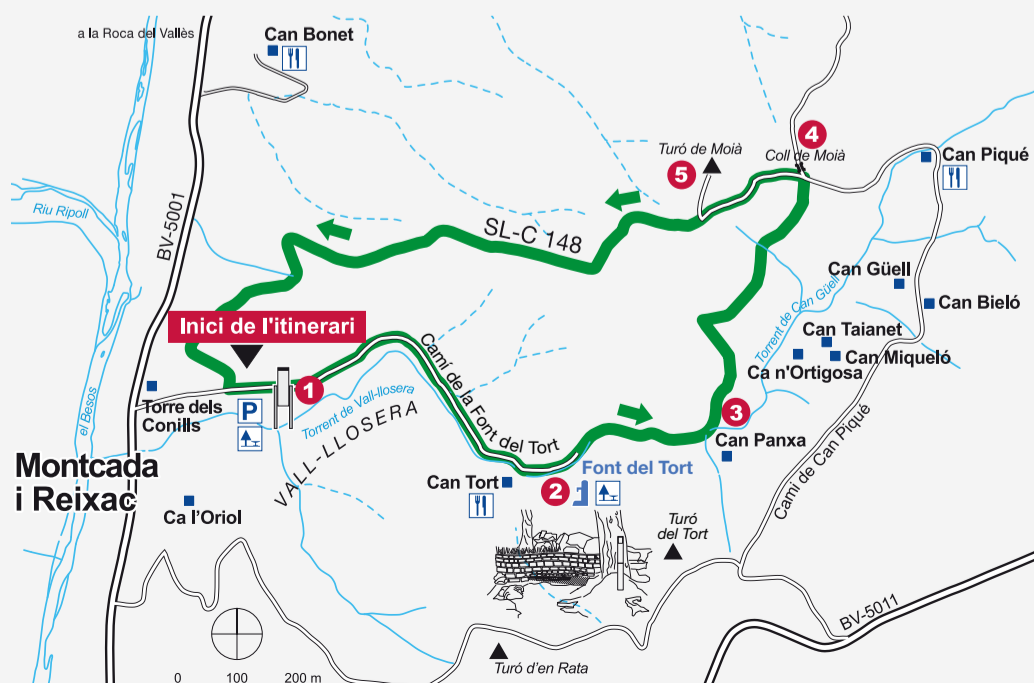 a la Roca del Vallès
Can Bonet
BV-5001
Riu Ripoll
el Besòs
Turó de Moià
5
4
Coll de Moià
Can Piqué
SL-C 148
Can Güell
Can Bieló
Torrent de Can Güell
Can Taianet
Can Miqueló
Ca n'Ortigosa
Inici de l'itinerari
1
Torre dels
Conills
P
Torrent de Vall-llosera
VALL-LLOSERA
Camí de la Font del Tort
3
Can Panxa
Camí de Can Piqué
Montcada
i Reixac
Ca l'Oriol
Can Tort
2
Font del Tort
Turó
del Tort
BV-5011
Turó d'en Rata
0 100 200 m